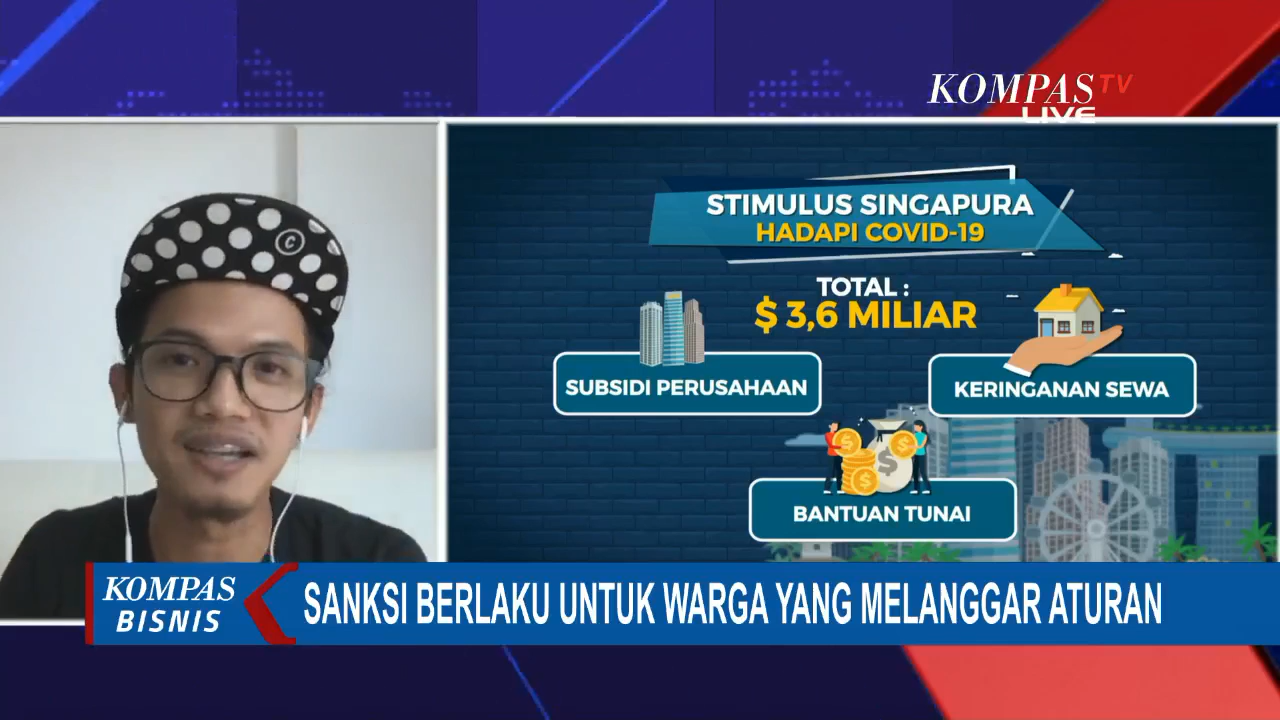 KOMPAS TV
LIVE
STIMULUS SINGAPURA
HADAPI COVID-19
TOTAL :
$ 3,6 MILIAR
SUBSIDI PERUSAHAAN
KERINGANAN SEWA
BANTUAN TUNAI
KOMPAS
BISNIS
SANKSI BERLAKU UNTUK WARGA YANG MELANGGAR ATURAN
C